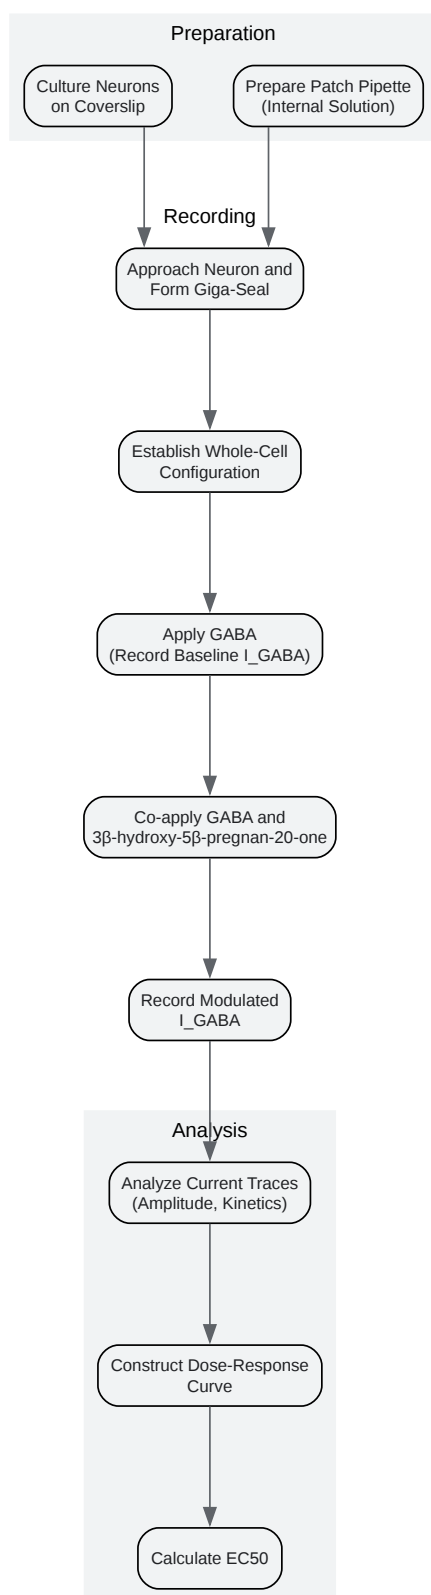 Preparation
Culture Neurons
on Coverslip
Prepare Patch Pipette
(Internal Solution)
Recording
Approach Neuron and
Form Giga-Seal
Establish Whole-Cell
Configuration
Apply GABA
(Record Baseline I_GABA)
Co-apply GABA and
3β-hydroxy-5β-pregnan-20-one
Record Modulated
I_GABA
Analysis
Analyze Current Traces
(Amplitude, Kinetics)
Construct Dose-Response
Curve
Calculate EC50